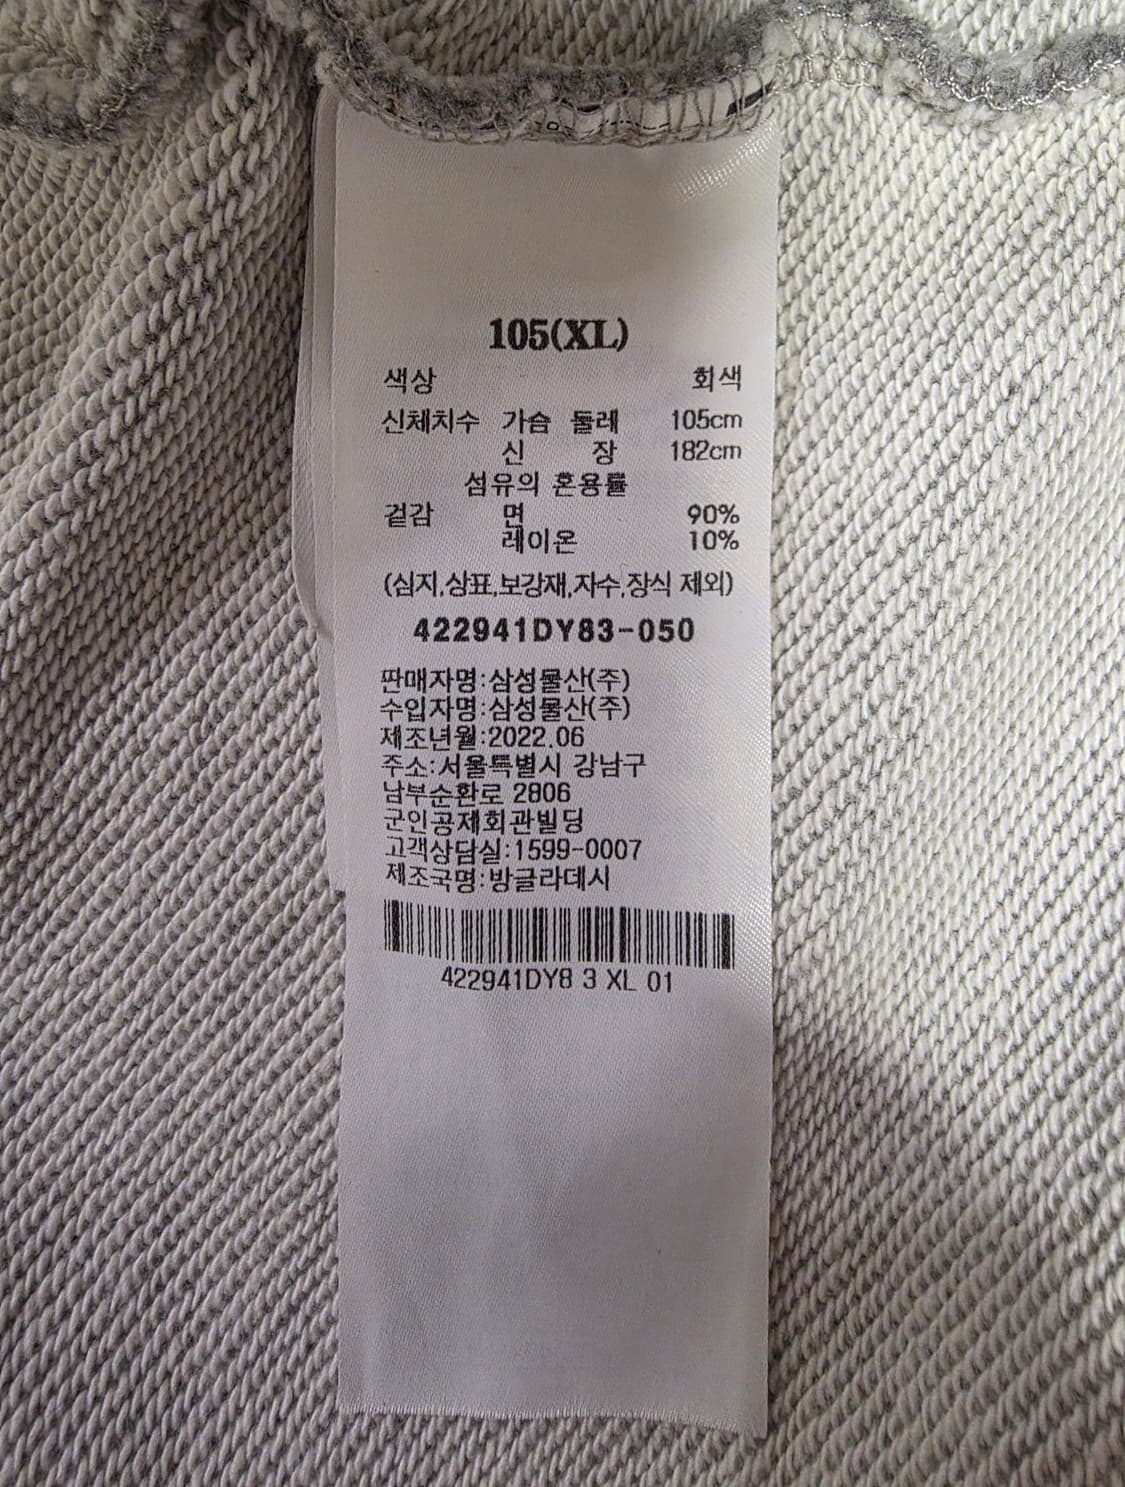 105(XL)
색상 회색
신체치수 가슴 둘레 105cm
신 장 182cm
섬유의 혼용률
겉감 면 90%
레이온 10%
(심지,상표,보강재,자수,장식 제외)
422941DY83-050
판매자명:삼성물산(주)
수입자명:삼성물산(주)
제조년월:2022.06
주소:서울특별시 강남구
남부순환로 2806
군인공제회관빌딩
고객상담실:1599-0007
제조국명:방글라데시
422941DY8 3 XL 01